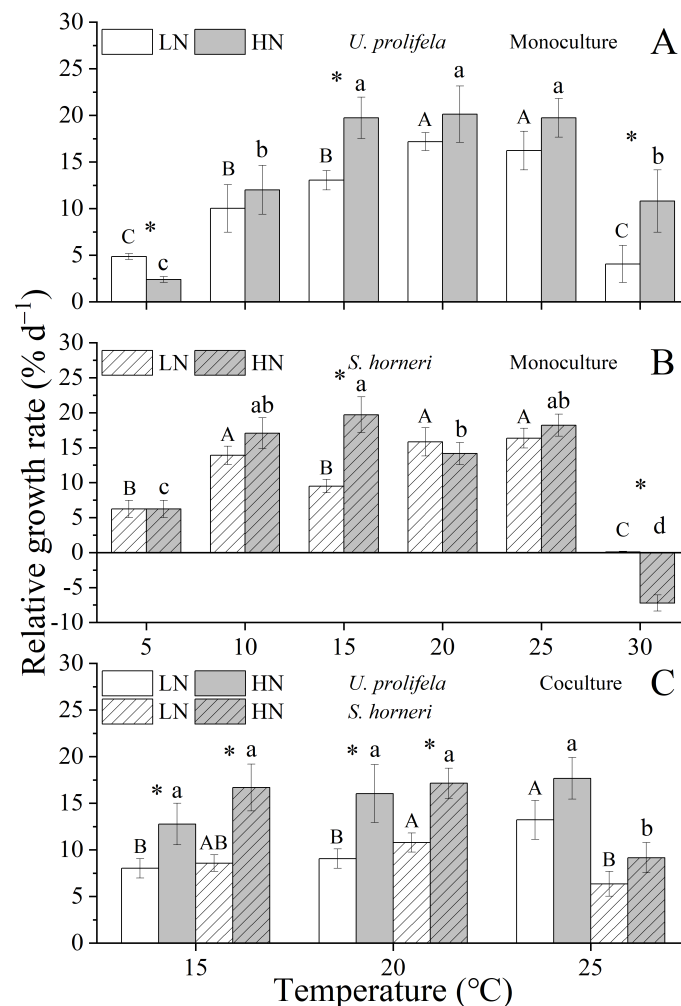 30
LN HN U. prolifela Monoculture A
25
20
15
10
5
0
C * c B b B * a A a A a C * b
Relative growth rate (% d⁻¹)
30
LN HN S. horneri Monoculture B
25
20
15
10
5
0
-5
-10
B c A ab B * a A b A ab C * d
5 10 15 20 25 30
30
LN HN U. prolifela Coculture C
LN HN S. horneri
25
20
15
10
5
0
B * a AB * a B * a A * a A a B b
15 20 25
Temperature (°C)